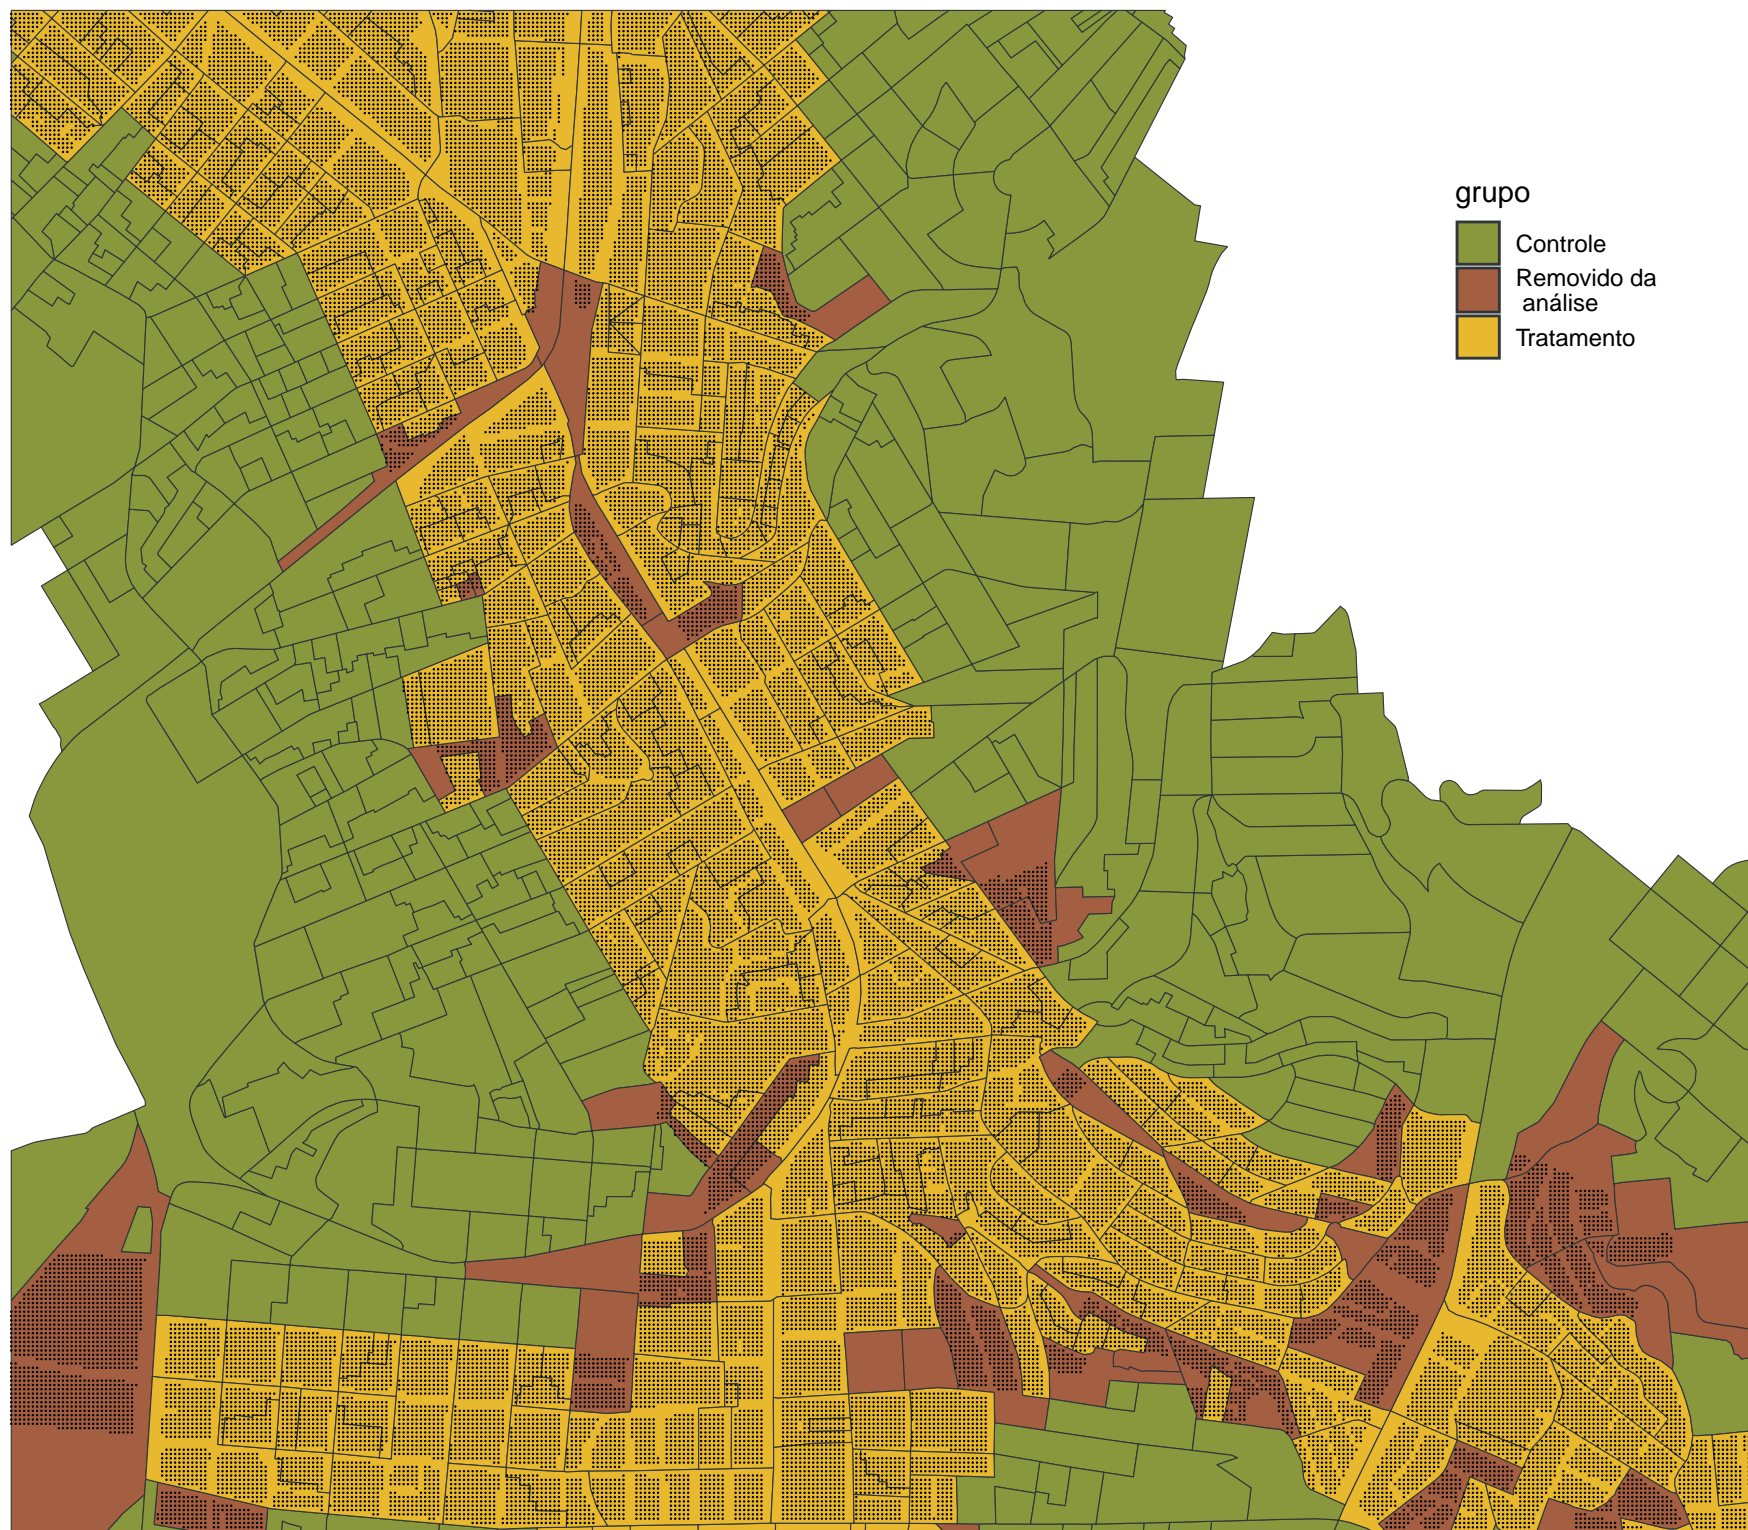 grupo
Controle
Removido da
análise
Tratamento